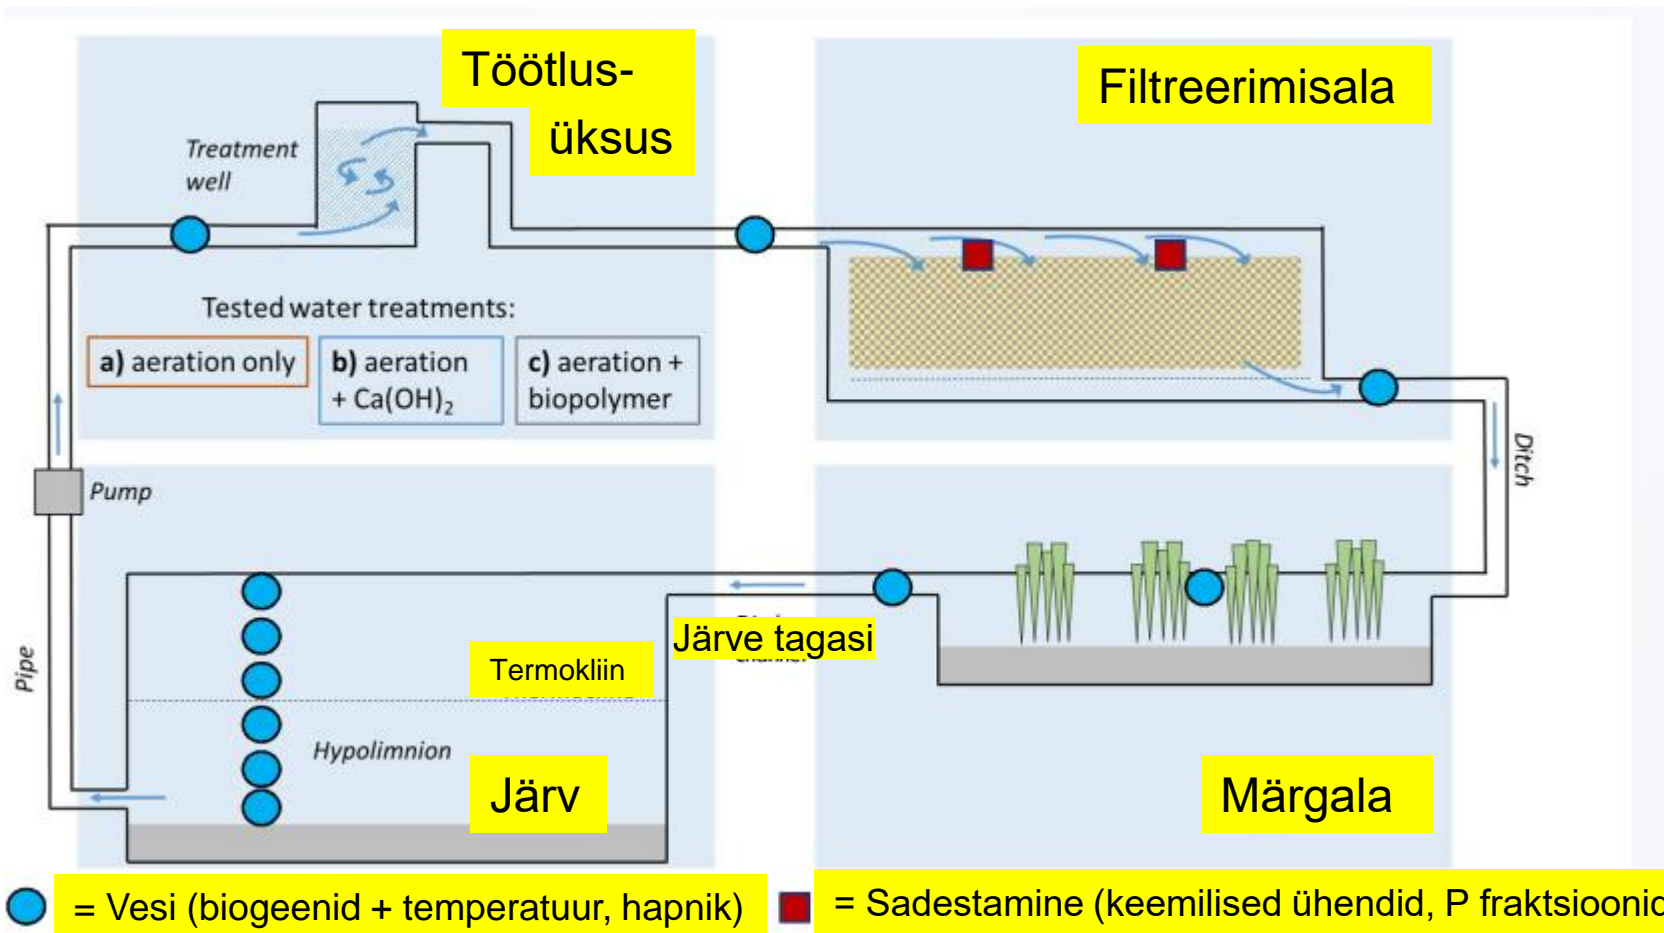 Töötlus-
üksus
Filtreerimisala
Treatment
well
Tested water treatments:
a) aeration only
b) aeration
+ Ca(OH)2
c) aeration +
biopolymer
Pump
Ditch
Pipe
Järve tagasi
Termokliin
Hypolimnion
Järv
Märgala
= Vesi (biogeenid + temperatuur, hapnik)
= Sadestamine (keemilised ühendid, P fraktsioonid